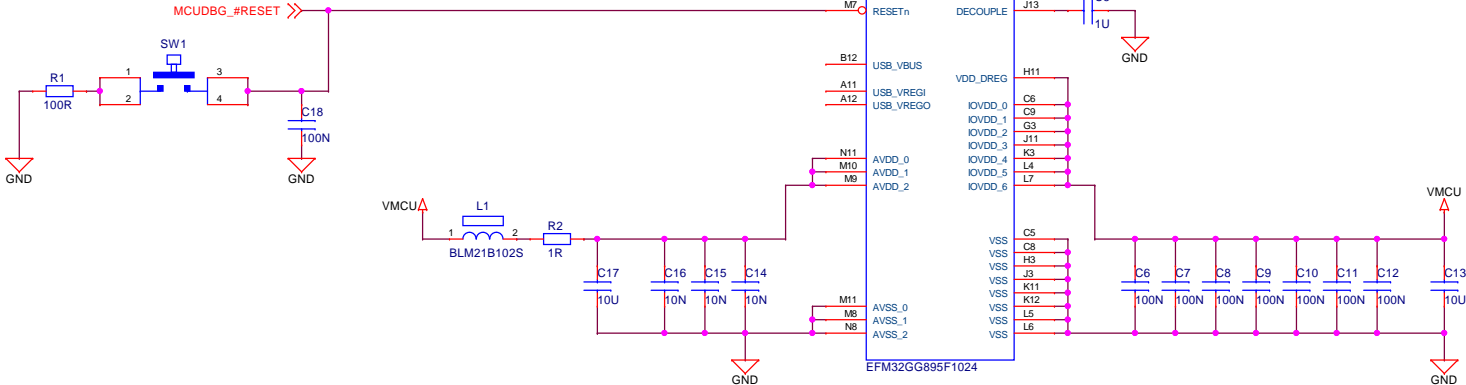 MCUDBG_#RESET
M7
RESETn
DECOUPLE
J13
1U
GND
SW1
1
3
2
4
R1
100R
C18
100N
GND
GND
B12
USB_VBUS
A11
USB_VREGI
A12
USB_VREGO
VDD_DREG
H11
IOVDD_0
C6
IOVDD_1
C9
IOVDD_2
G3
IOVDD_3
J11
IOVDD_4
K3
IOVDD_5
L4
IOVDD_6
L7
N11
AVDD_0
M10
AVDD_1
M9
AVDD_2
VMCU
L1
1
2
BLM21B102S
R2
1R
C17
10U
C16
10N
C15
10N
C14
10N
M11
AVSS_0
M8
AVSS_1
N8
AVSS_2
GND
VSS
C5
VSS
C8
VSS
H3
VSS
J3
VSS
K11
VSS
K12
VSS
L5
VSS
L6
EFM32GG895F1024
VMCU
C6
100N
C7
100N
C8
100N
C9
100N
C10
100N
C11
100N
C12
100N
C13
10U
GND